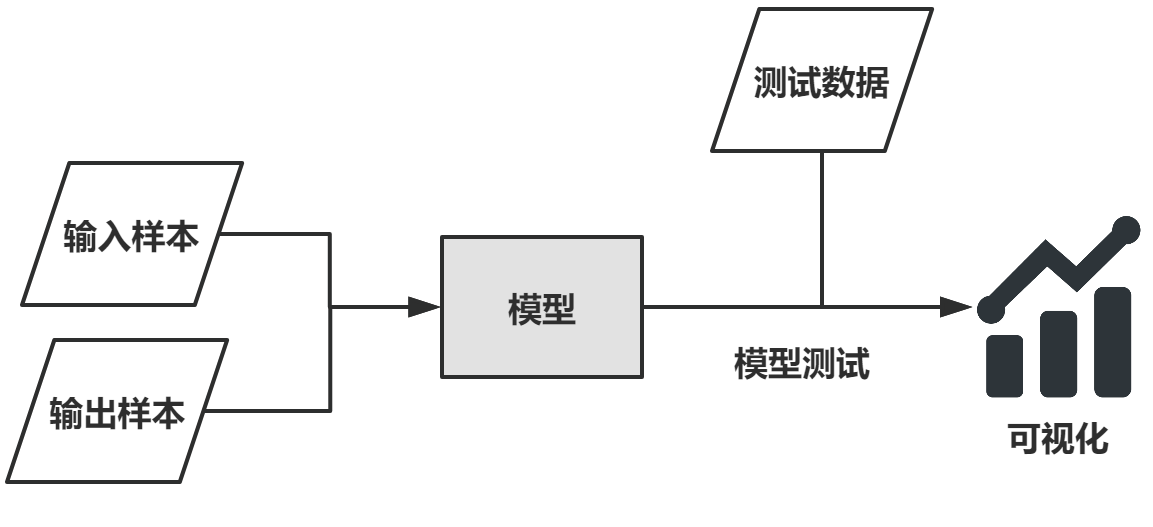 测试数据
输入样本
模型
模型测试
输出样本
可视化